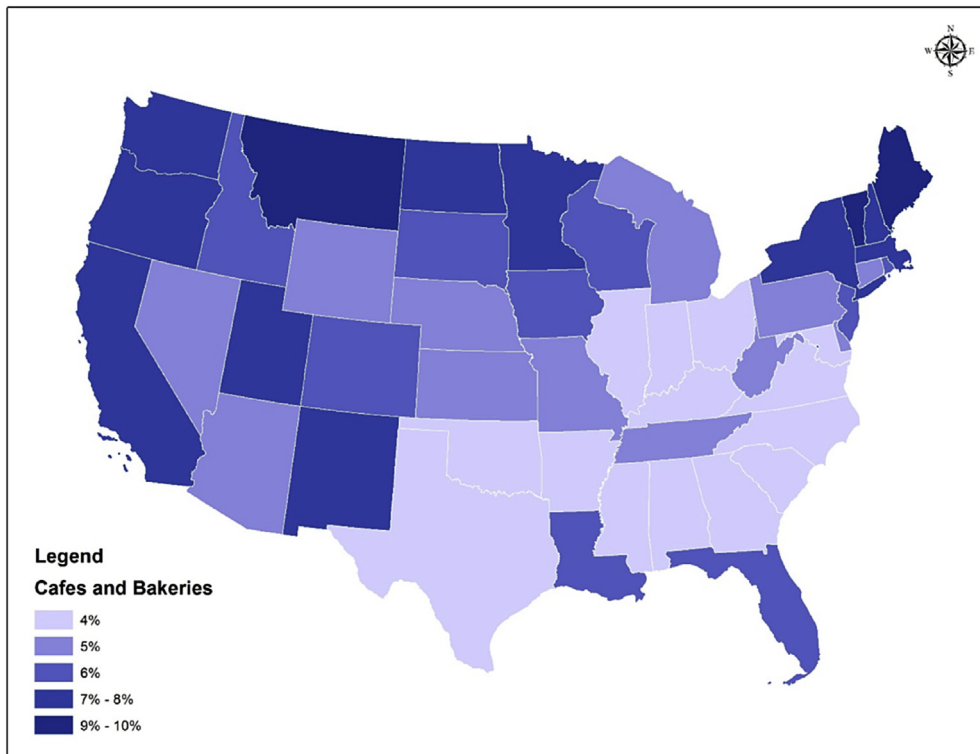 N
W E
S
Legend
Cafes and Bakeries
4%
5%
6%
7% - 8%
9% - 10%